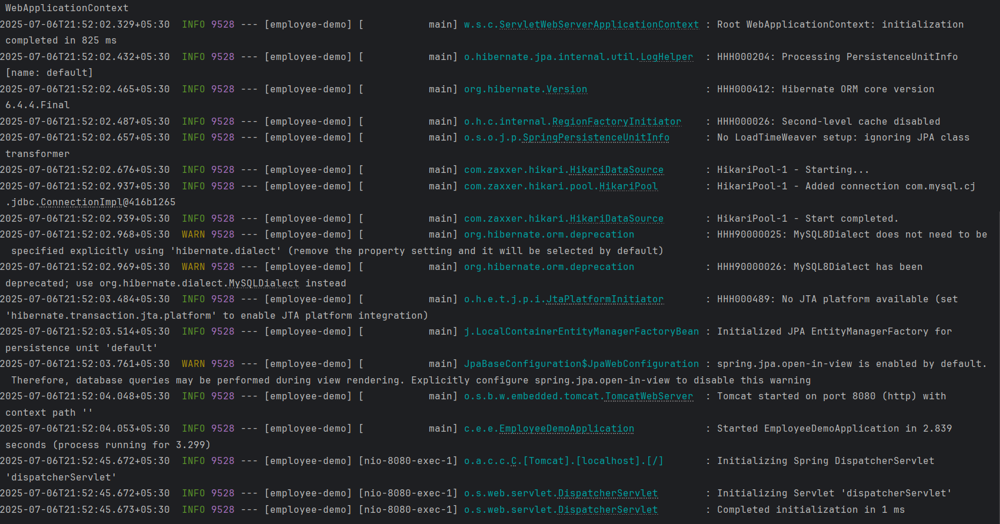 WebApplicationContext
2025-07-06T21:52:02.329+05:30  INFO 9528 --- [employee-demo] [           main] w.s.c.ServletWebServerApplicationContext : Root WebApplicationContext: initialization
completed in 825 ms
2025-07-06T21:52:02.432+05:30  INFO 9528 --- [employee-demo] [           main] o.hibernate.jpa.internal.util.LogHelper  : HHH000204: Processing PersistenceUnitInfo
[name: default]
2025-07-06T21:52:02.465+05:30  INFO 9528 --- [employee-demo] [           main] org.hibernate.Version                    : HHH000412: Hibernate ORM core version
6.4.4.Final
2025-07-06T21:52:02.487+05:30  INFO 9528 --- [employee-demo] [           main] o.h.c.internal.RegionFactoryInitiator    : HHH000026: Second-level cache disabled
2025-07-06T21:52:02.657+05:30  INFO 9528 --- [employee-demo] [           main] o.s.o.j.p.SpringPersistenceUnitInfo      : No LoadTimeWeaver setup: ignoring JPA class
transformer
2025-07-06T21:52:02.676+05:30  INFO 9528 --- [employee-demo] [           main] com.zaxxer.hikari.HikariDataSource       : HikariPool-1 - Starting...
2025-07-06T21:52:02.937+05:30  INFO 9528 --- [employee-demo] [           main] com.zaxxer.hikari.pool.HikariPool        : HikariPool-1 - Added connection com.mysql.cj
.jdbc.ConnectionImpl@416b1265
2025-07-06T21:52:02.939+05:30  INFO 9528 --- [employee-demo] [           main] com.zaxxer.hikari.HikariDataSource       : HikariPool-1 - Start completed.
2025-07-06T21:52:02.968+05:30  WARN 9528 --- [employee-demo] [           main] org.hibernate.orm.deprecation            : HHH90000025: MySQL8Dialect does not need to be
specified explicitly using 'hibernate.dialect' (remove the property setting and it will be selected by default)
2025-07-06T21:52:02.969+05:30  WARN 9528 --- [employee-demo] [           main] org.hibernate.orm.deprecation            : HHH90000026: MySQL8Dialect has been
deprecated; use org.hibernate.dialect.MySQLDialect instead
2025-07-06T21:52:03.484+05:30  INFO 9528 --- [employee-demo] [           main] o.h.e.t.j.p.i.JtaPlatformInitiator       : HHH000489: No JTA platform available (set
'hibernate.transaction.jta.platform' to enable JTA platform integration)
2025-07-06T21:52:03.514+05:30  INFO 9528 --- [employee-demo] [           main] j.LocalContainerEntityManagerFactoryBean : Initialized JPA EntityManagerFactory for
persistence unit 'default'
2025-07-06T21:52:03.761+05:30  WARN 9528 --- [employee-demo] [           main] JpaBaseConfiguration$JpaWebConfiguration : spring.jpa.open-in-view is enabled by default.
Therefore, database queries may be performed during view rendering. Explicitly configure spring.jpa.open-in-view to disable this warning
2025-07-06T21:52:04.048+05:30  INFO 9528 --- [employee-demo] [           main] o.s.b.w.embedded.tomcat.TomcatWebServer  : Tomcat started on port 8080 (http) with
context path ''
2025-07-06T21:52:04.053+05:30  INFO 9528 --- [employee-demo] [           main] c.e.e.EmployeeDemoApplication            : Started EmployeeDemoApplication in 2.839
seconds (process running for 3.299)
2025-07-06T21:52:45.672+05:30  INFO 9528 --- [employee-demo] [nio-8080-exec-1] o.a.c.c.C.[Tomcat].[localhost].[/]       : Initializing Spring DispatcherServlet
'dispatcherServlet'
2025-07-06T21:52:45.672+05:30  INFO 9528 --- [employee-demo] [nio-8080-exec-1] o.s.web.servlet.DispatcherServlet        : Initializing Servlet 'dispatcherServlet'
2025-07-06T21:52:45.673+05:30  INFO 9528 --- [employee-demo] [nio-8080-exec-1] o.s.web.servlet.DispatcherServlet        : Completed initialization in 1 ms